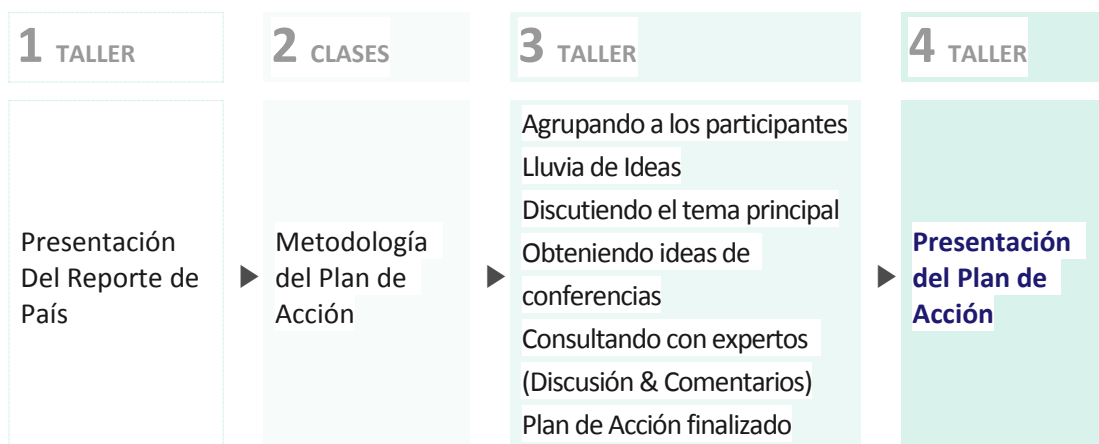 1 TALLER
2 CLASES
3 TALLER
4 TALLER
Presentación
Del Reporte de
País
Metodología
del Plan de
Acción
Agrupando a los participantes
Lluvia de Ideas
Discutiendo el tema principal
Obteniendo ideas de
conferencias
Consultando con expertos
(Discusión & Comentarios)
Plan de Acción finalizado
Presentación
del Plan de
Acción